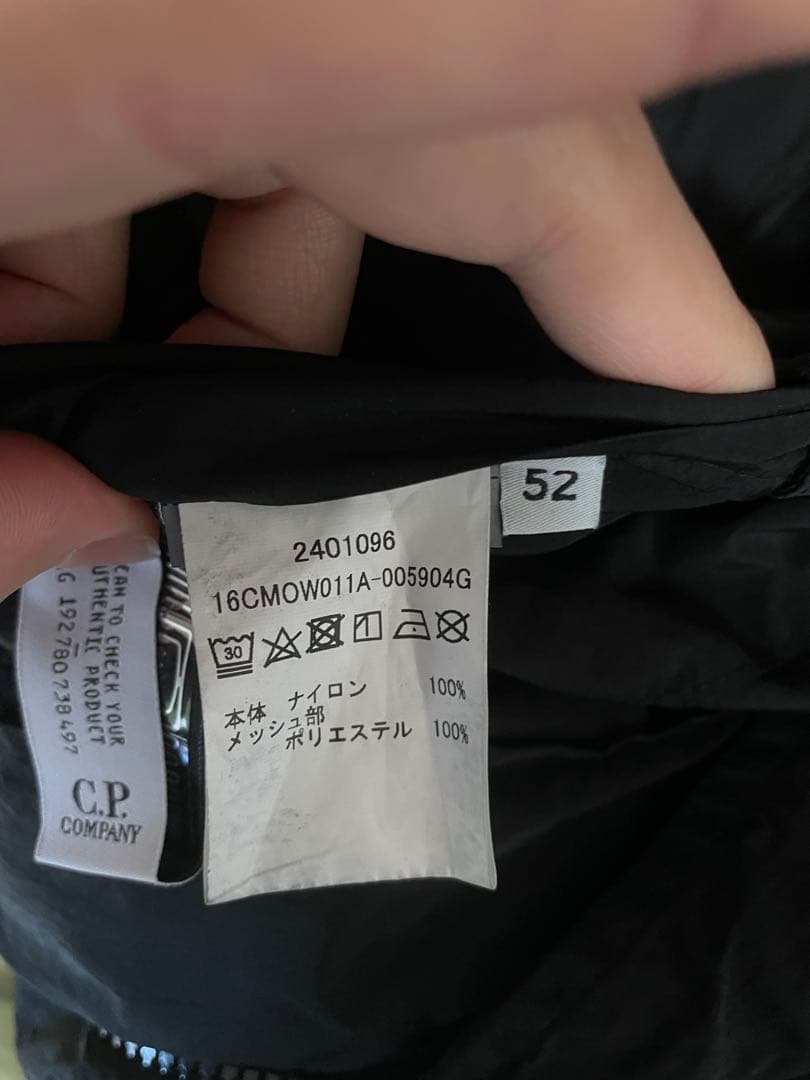 52
2401096
16CMOW011A-005904G
30
本体 ナイロン 100%
メッシュ部
ポリエステル 100%
CAN TO CHECK YOUR
UTHENTIC PRODUCT
G 192780738497
C.P.
COMPANY